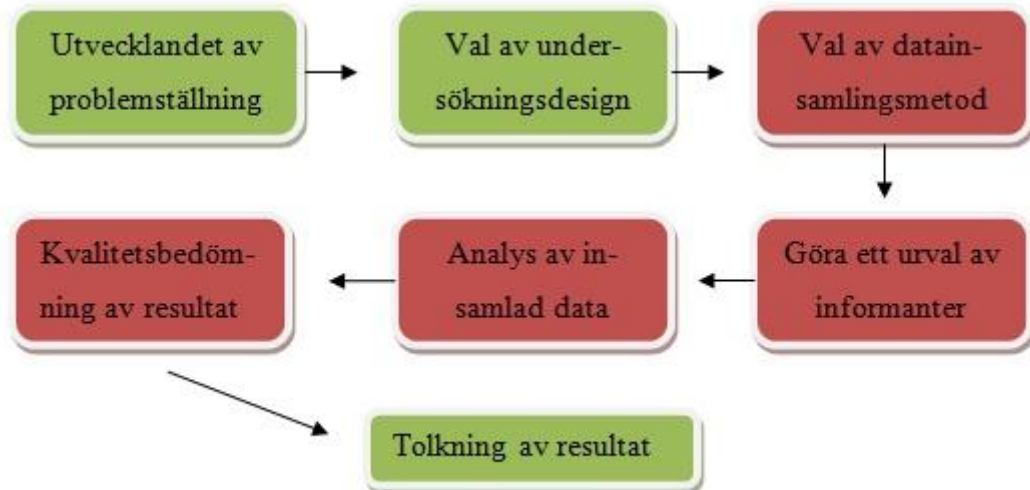 Utvecklandet av
problemställning
Val av under-
sökningsdesign
Val av datain-
samlingsmetod
Göra ett urval av
informanter
Analys av in-
samlad data
Kvalitetsbedöm-
ning av resultat
Tolkning av resultat